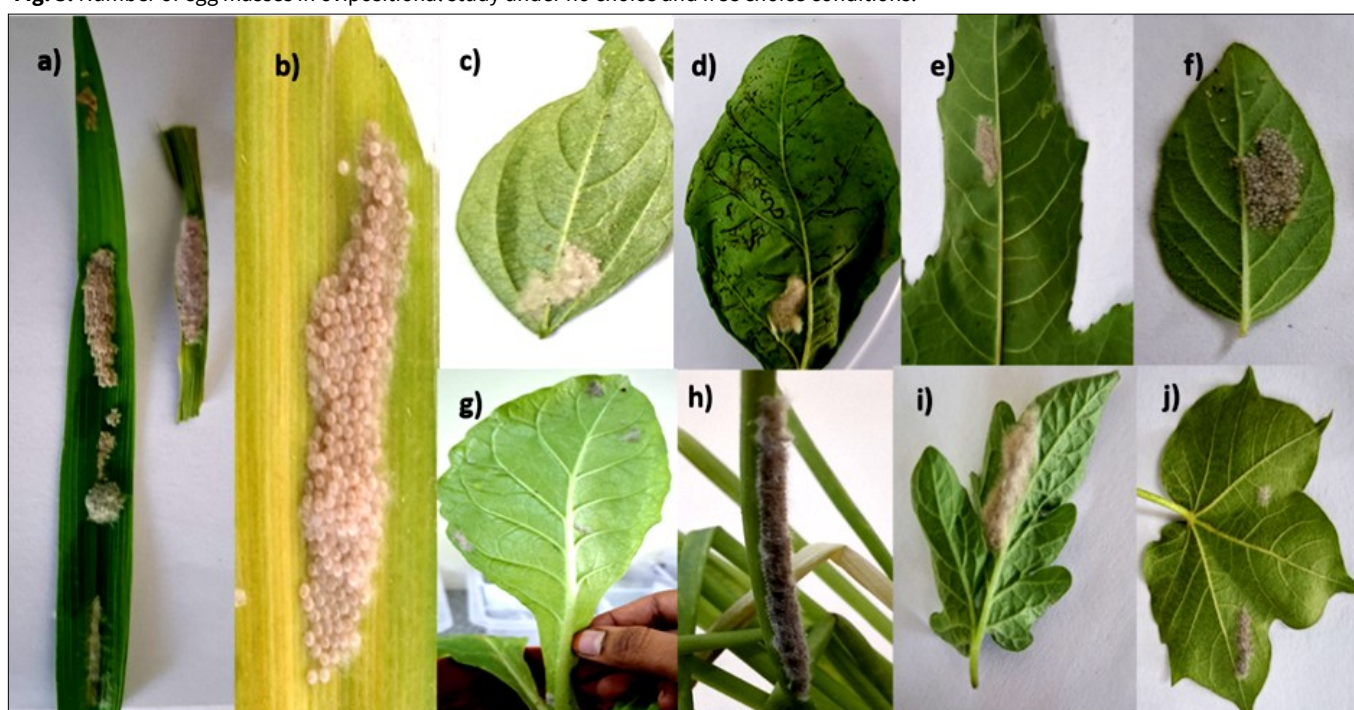 Fig. 3. Number of egg masses in ovipositional study under no choice and free choice conditions.
a)
b)
c)
d)
e)
f)
g)
h)
i)
j)